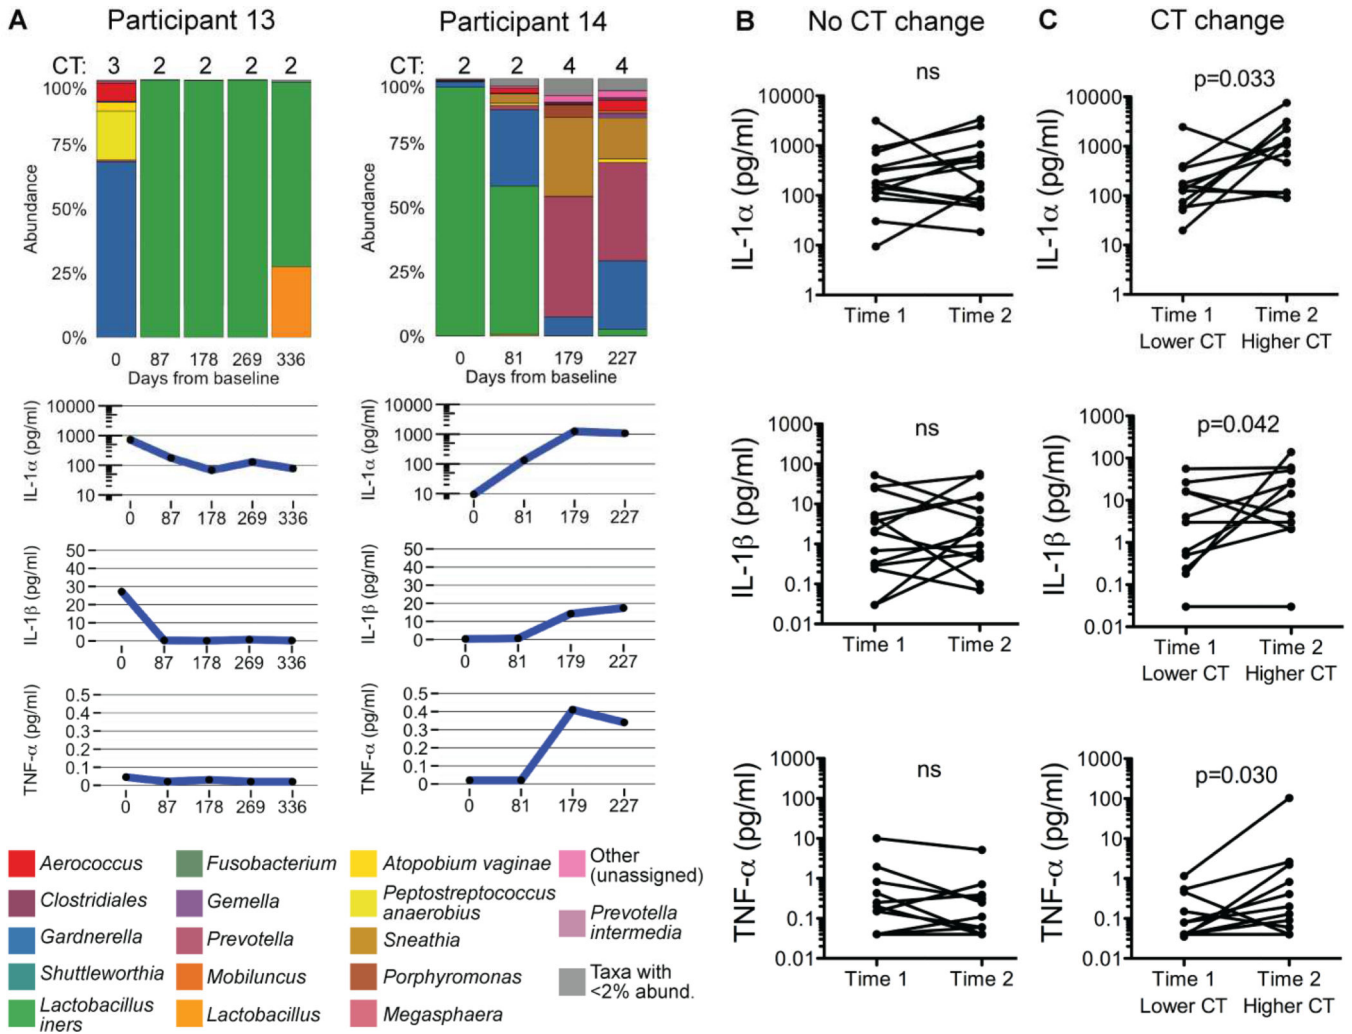 A
Participant 13
Participant 14
CT: 3 2 2 2 2
CT: 2 2 4 4
100%
75%
50%
25%
0%
Abundance
0 87 178 269 336
Days from baseline
100%
75%
50%
25%
0%
Abundance
0 81 179 227
Days from baseline
10000
1000
100
10
IL-1α (pg/ml)
0 87 178 269 336
10000
1000
100
10
IL-1α (pg/ml)
0 81 179 227
50
40
30
20
10
0
IL-1β (pg/ml)
0 87 178 269 336
50
40
30
20
10
0
IL-1β (pg/ml)
0 81 179 227
0.5
0.4
0.3
0.2
0.1
0
TNF-α (pg/ml)
0 87 178 269 336
0.5
0.4
0.3
0.2
0.1
0
TNF-α (pg/ml)
0 81 179 227
Aerococcus
Clostridiales
Gardnerella
Shuttleworthia
Lactobacillus
iners
Fusobacterium
Gemella
Prevotella
Mobiluncus
Lactobacillus
Atopobium vaginae
Peptostreptococcus
anaerobius
Sneathia
Porphyromonas
Megasphaera
Other
(unassigned)
Prevotella
intermedia
Taxa with
<2% abund.
B
No CT change
ns
10000
1000
100
10
1
IL-1α (pg/ml)
Time 1 Time 2
ns
1000
100
10
1
0.1
0.01
IL-1β (pg/ml)
Time 1 Time 2
ns
1000
100
10
1
0.1
0.01
TNF-α (pg/ml)
Time 1 Time 2
C
CT change
p=0.033
10000
1000
100
10
1
IL-1α (pg/ml)
Time 1 Time 2
Lower CT Higher CT
p=0.042
1000
100
10
1
0.1
0.01
IL-1β (pg/ml)
Time 1 Time 2
Lower CT Higher CT
p=0.030
1000
100
10
1
0.1
0.01
TNF-α (pg/ml)
Time 1 Time 2
Lower CT Higher CT